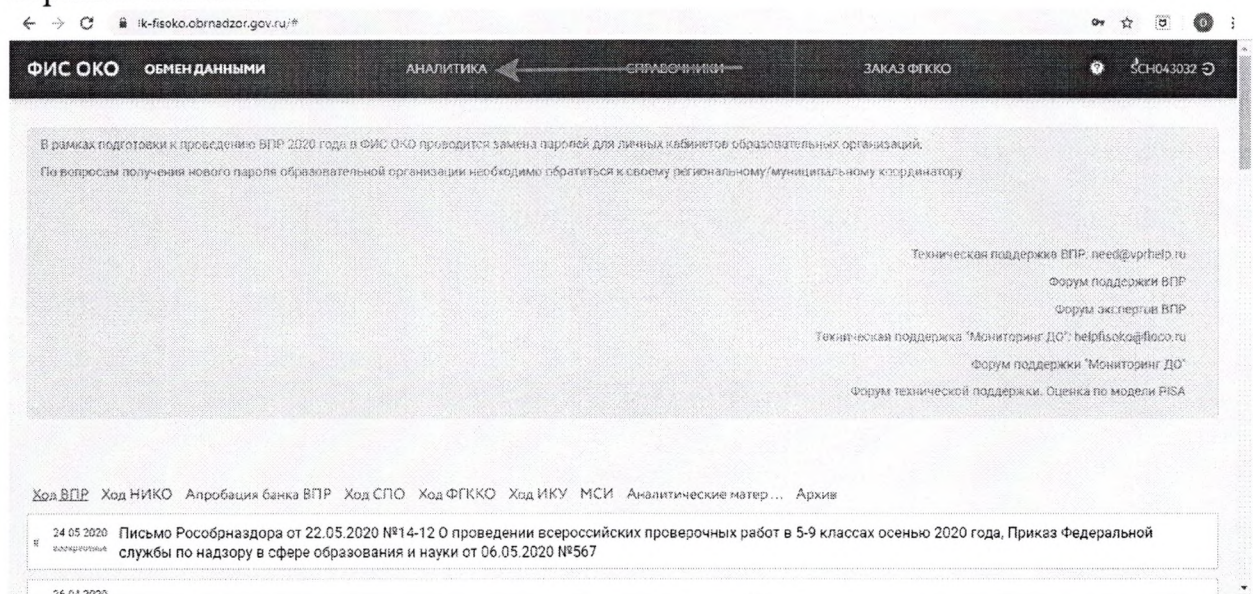 lk-fisoko.obrnadzor.gov.ru/#
ФИС ОКО ОБМЕН ДАННЫМИ АНАЛИТИКА СПРАВОЧНИКИ ЗАКАЗ ФГККО SCH043032
В рамках подготовки к проведению ВПР 2020 года в ФИС ОКО проводится замена паролей для личных кабинетов образовательных организаций.
По вопросам получения нового пароля образовательной организации необходимо обратиться к своему региональному/муниципальному координатору
Техническая поддержка ВПР: need@vprhelp.ru
Форум поддержки ВПР
Форум экспертов ВПР
Техническая поддержка "Мониторинг ДО": helpfisoko@fioco.ru
Форум поддержки "Мониторинг ДО"
Форум технической поддержки. Оценка по модели PISA
Ход ВПР Ход НИКО Апробация банка ВПР Ход СПО Ход ФГККО Ход ИКУ МСИ Аналитические матер... Архив
24.05.2020 Письмо Рособрназдора от 22.05.2020 №14-12 О проведении всероссийских проверочных работ в 5-9 классах осенью 2020 года, Приказ Федеральной
воскресенье службы по надзору в сфере образования и науки от 06.05.2020 №567